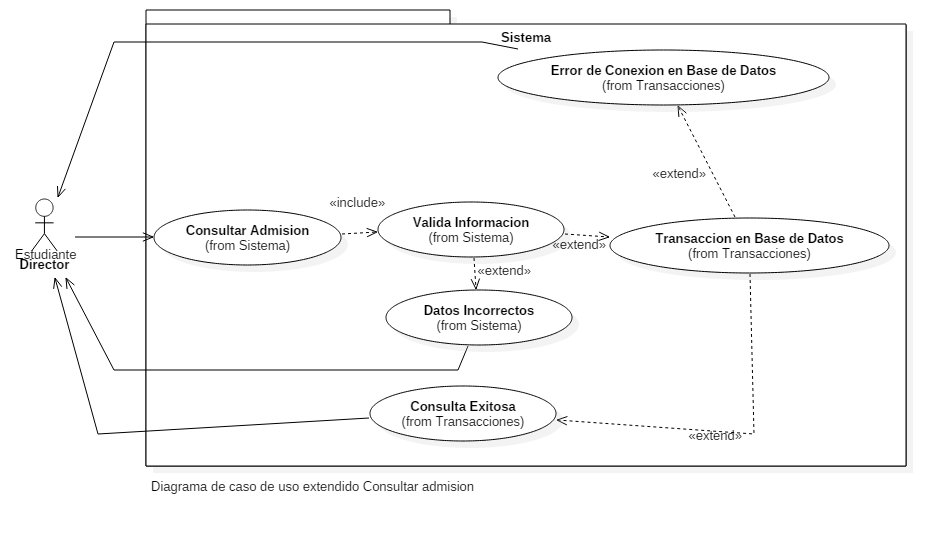 Sistema
Error de Conexion en Base de Datos
(from Transacciones)
«extend»
«include»
Consultar Admision
(from Sistema)
Valida Informacion
(from Sistema)
«extend»
Transaccion en Base de Datos
(from Transacciones)
Estudiante
Director
«extend»
Datos Incorrectos
(from Sistema)
Consulta Exitosa
(from Transacciones)
«extend»
Diagrama de caso de uso extendido Consultar admision